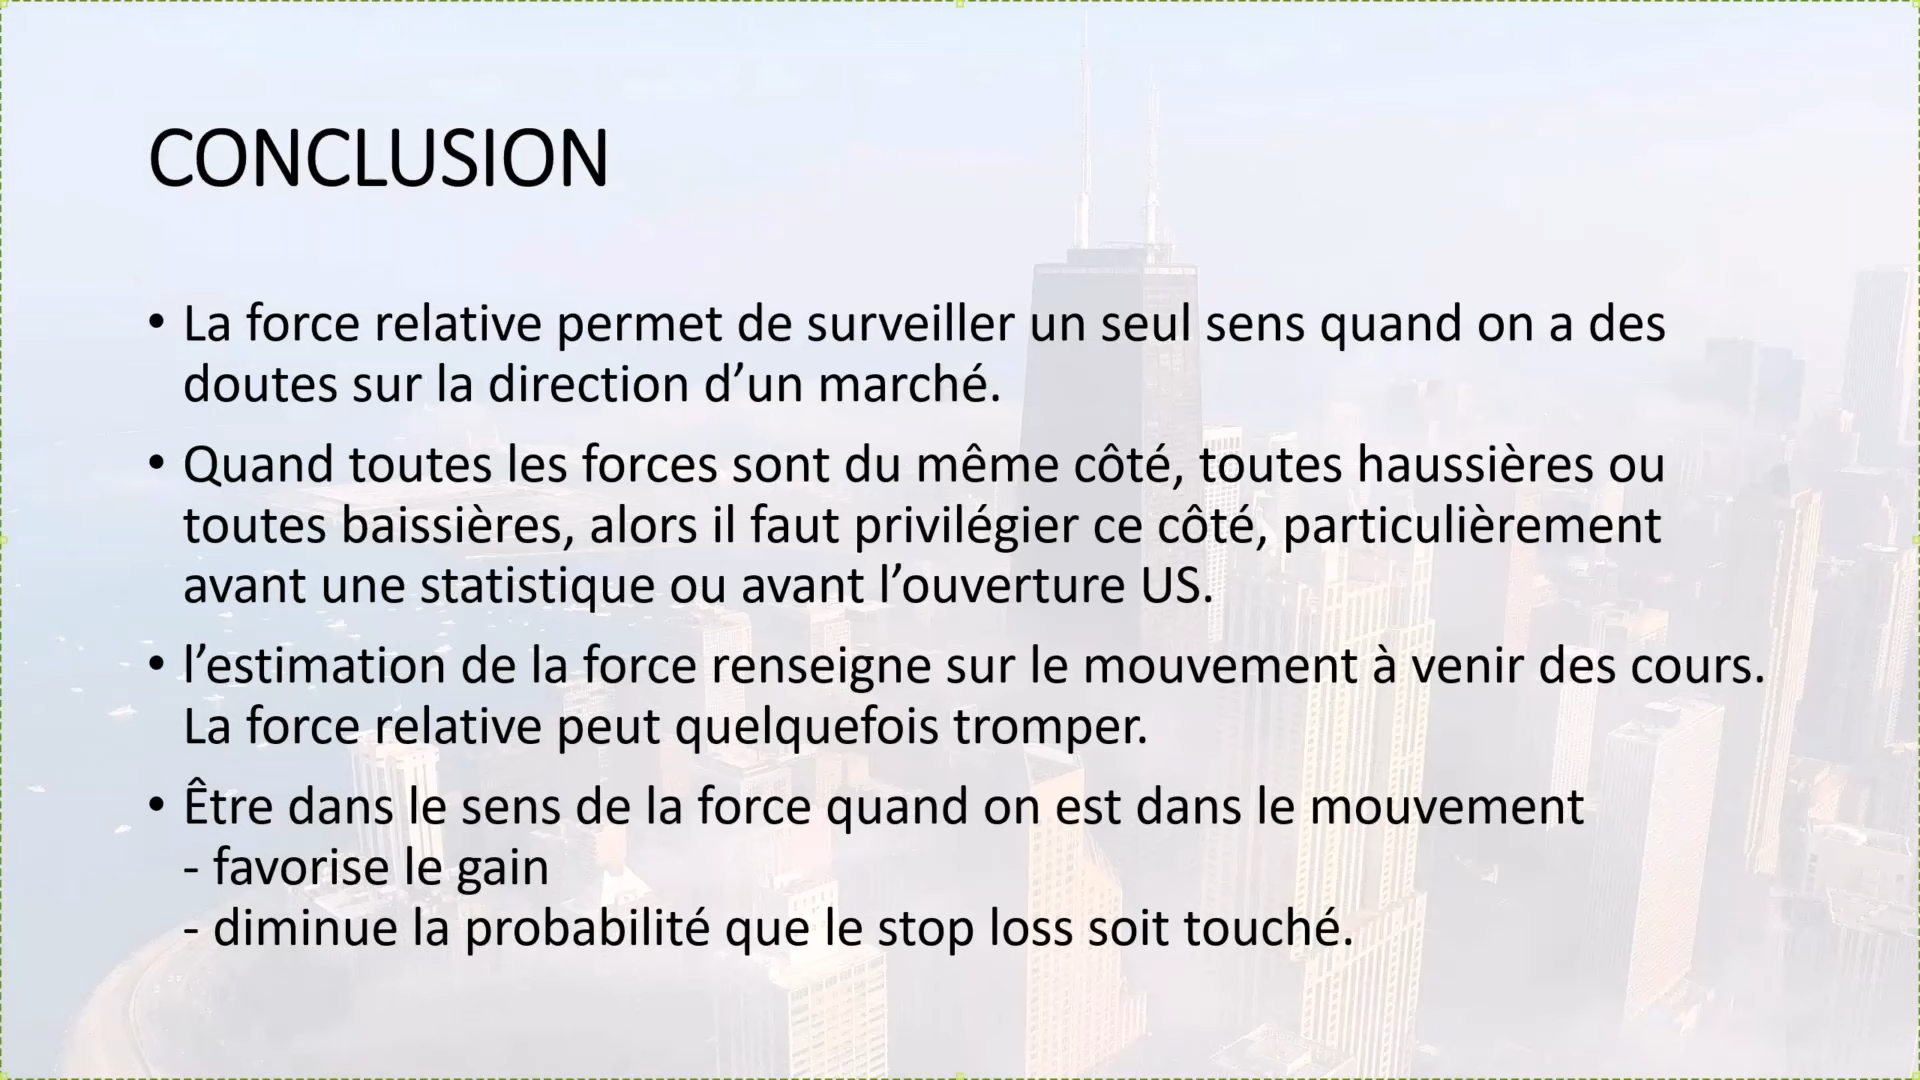 CONCLUSION
• La force relative permet de surveiller un seul sens quand on a des
doutes sur la direction d’un marché.
• Quand toutes les forces sont du même côté, toutes haussières ou
toutes baissières, alors il faut privilégier ce côté, particulièrement
avant une statistique ou avant l’ouverture US.
• l’estimation de la force renseigne sur le mouvement à venir des cours.
La force relative peut quelquefois tromper.
• Être dans le sens de la force quand on est dans le mouvement
- favorise le gain
- diminue la probabilité que le stop loss soit touché.